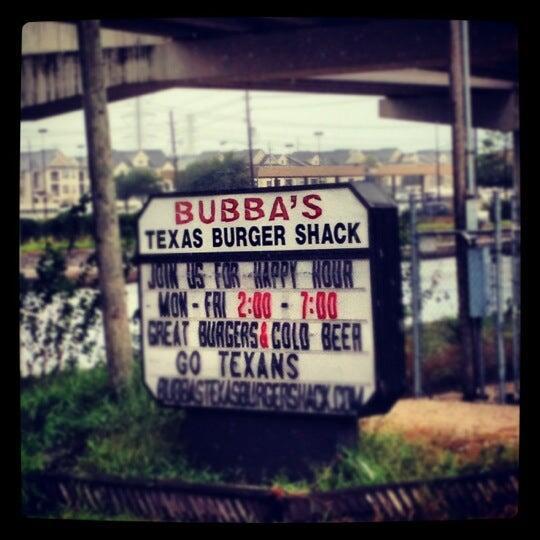 BUBBA'S
TEXAS BURGER SHACK
JOIN US FOR HAPPY HOUR
MON - FRI 2:00 - 7:00
GREAT BURGERS & COLD BEER
GO TEXANS
BUBBASTEXASBURGERSHACK.COM